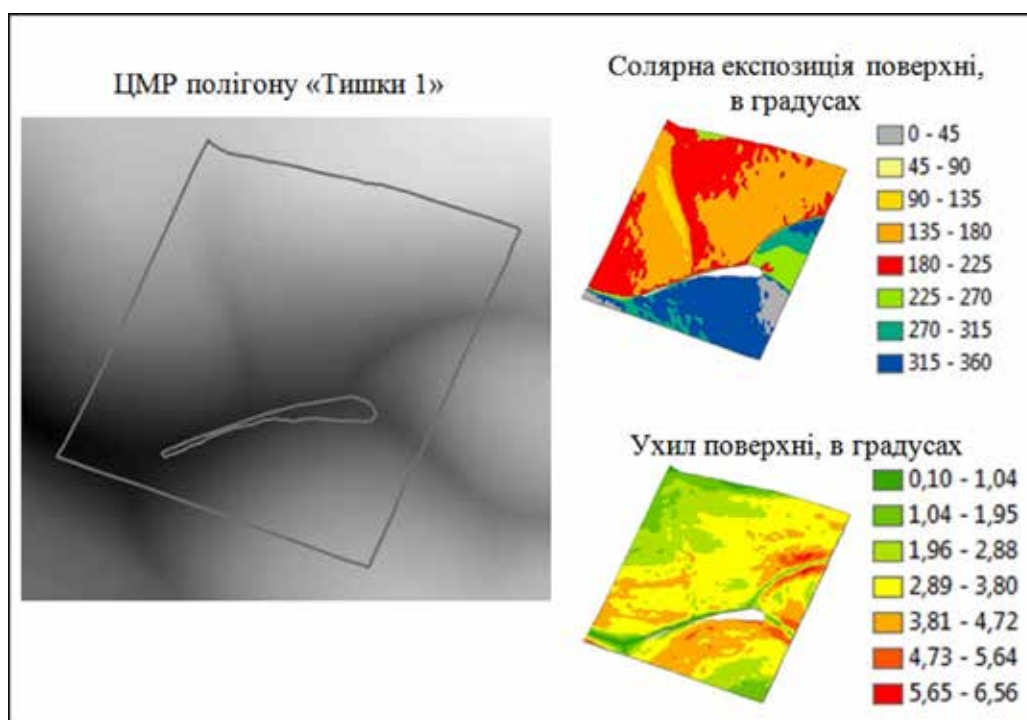 ЦМР полігону «Тишки 1»
Солярна експозиція поверхні,
в градусах
0 - 45
45 - 90
90 - 135
135 - 180
180 - 225
225 - 270
270 - 315
315 - 360
Ухил поверхні, в градусах
0,10 - 1,04
1,04 - 1,95
1,96 - 2,88
2,89 - 3,80
3,81 - 4,72
4,73 - 5,64
5,65 - 6,56